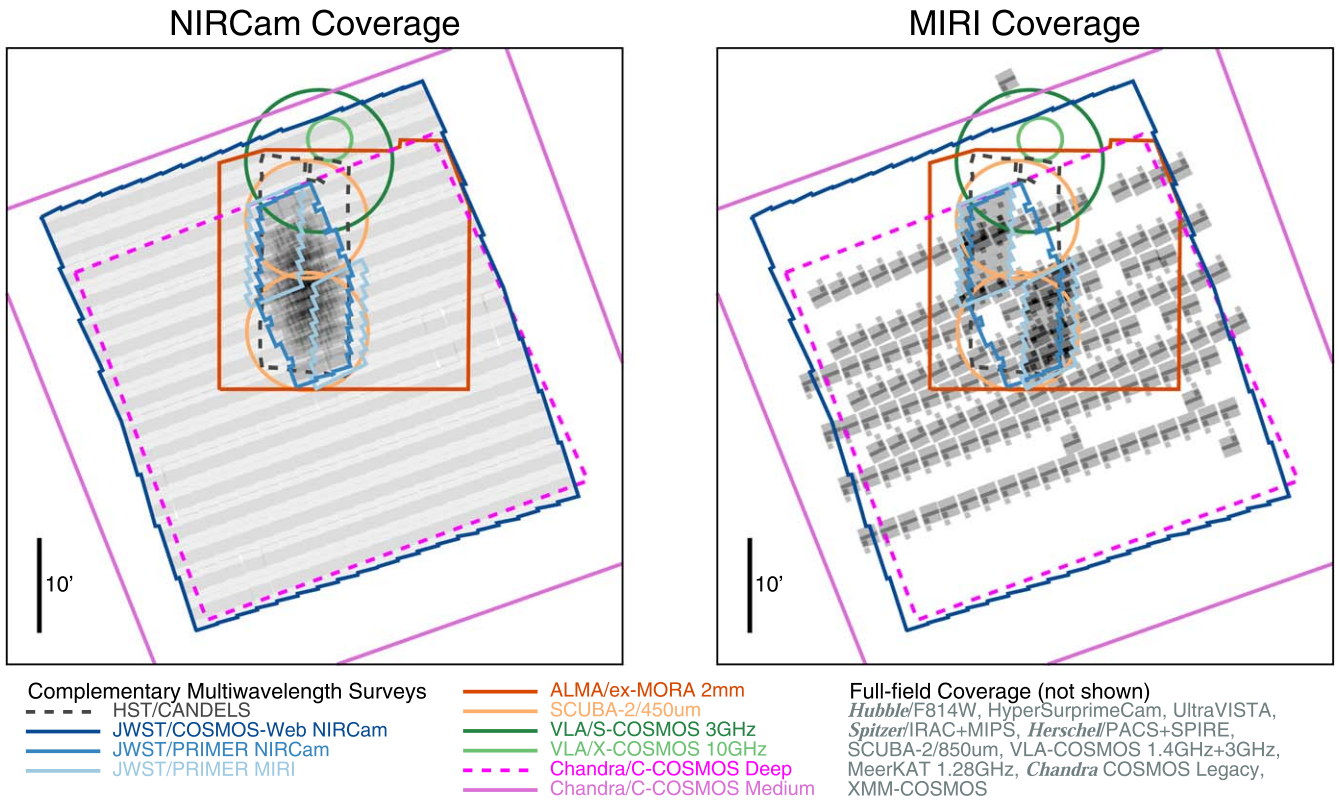 NIRCam Coverage
MIRI Coverage
10'
10'
Complementary Multiwavelength Surveys
HST/CANDELS
JWST/COSMOS-Web NIRCam
JWST/PRIMER NIRCam
JWST/PRIMER MIRI
ALMA/ex-MORA 2mm
SCUBA-2/450um
VLA/S-COSMOS 3GHz
VLA/X-COSMOS 10GHz
Chandra/C-COSMOS Deep
Chandra/C-COSMOS Medium
Full-field Coverage (not shown)
Hubble/F814W, HyperSurprimeCam, UltraVISTA,
Spitzer/IRAC+MIPS, Herschel/PACS+SPIRE,
SCUBA-2/850um, VLA-COSMOS 1.4GHz+3GHz,
MeerKAT 1.28GHz, Chandra COSMOS Legacy,
XMM-COSMOS